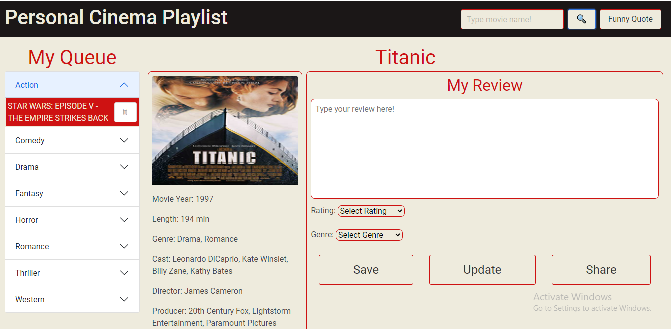 Personal Cinema Playlist
Type movie name!
Funny Quote
My Queue
Action
STAR WARS: EPISODE V -
THE EMPIRE STRIKES BACK
Comedy
Drama
Fantasy
Horror
Romance
Thriller
Western
Titanic
TITANIC
Movie Year: 1997
Length: 194 min
Genre: Drama, Romance
Cast: Leonardo DiCaprio, Kate Winslet,
Billy Zane, Kathy Bates
Director: James Cameron
Producer: 20th Century Fox, Lightstorm
Entertainment, Paramount Pictures
My Review
Type your review here!
Rating: Select Rating
Genre: Select Genre
Save
Update
Share
Activate Windows
Go to Settings to activate Windows.